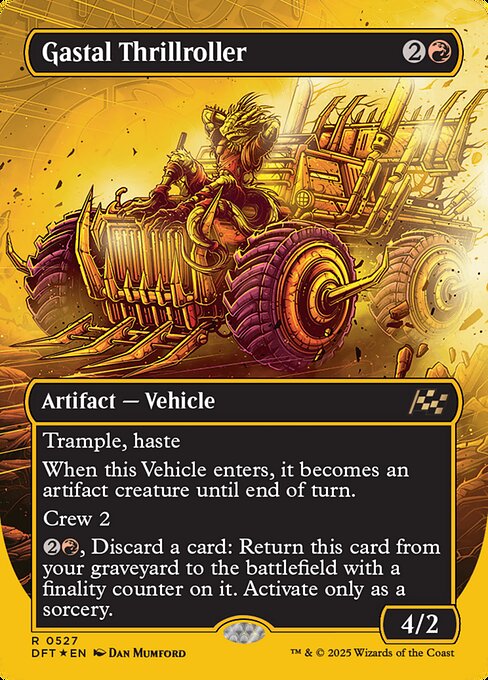 Gastal Thrillroller 2
Artifact — Vehicle
Trample, haste
When this Vehicle enters, it becomes an
artifact creature until end of turn.
Crew 2
2, Discard a card: Return this card from
your graveyard to the battlefield with a
finality counter on it. Activate only as a
sorcery.
4/2
R 0527
DFT★EN Dan Mumford
™ & © 2025 Wizards of the Coast